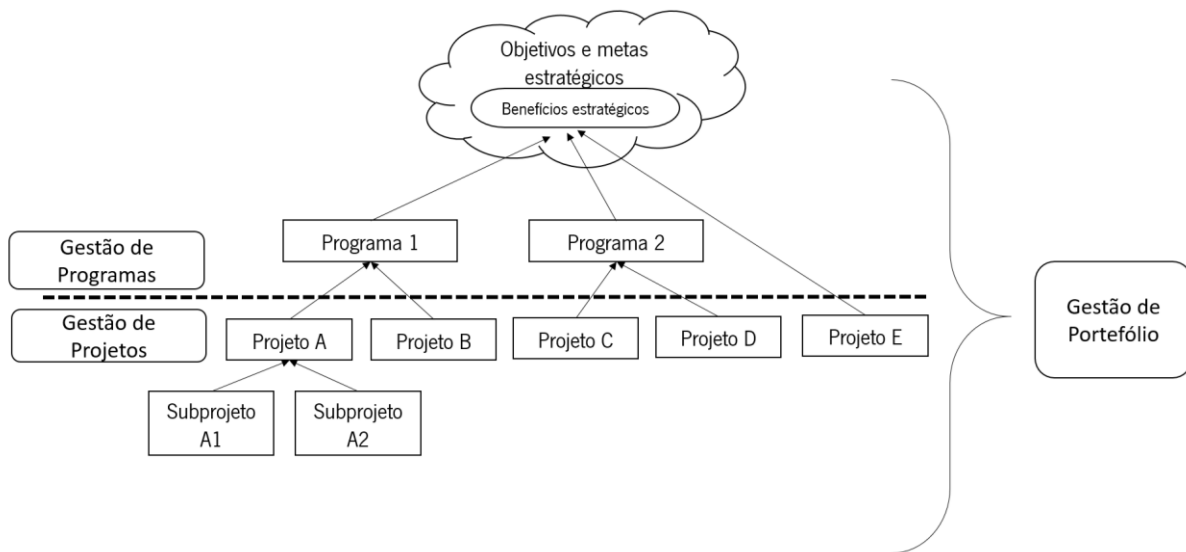 Objetivos e metas
estratégicos
Benefícios estratégicos
Gestão de
Programas
Programa 1
Programa 2
Gestão de
Projetos
Projeto A
Projeto B
Projeto C
Projeto D
Projeto E
Subprojeto
A1
Subprojeto
A2
Gestão de
Portefólio